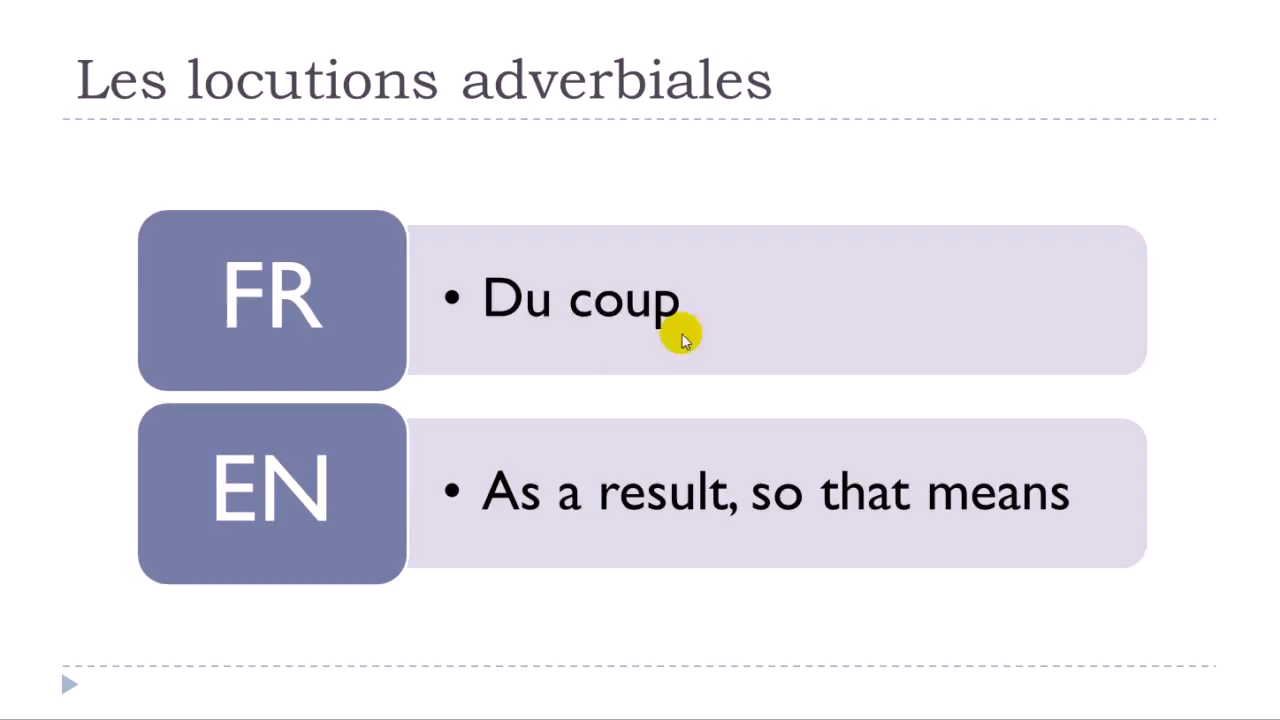 Les locutions adverbiales
FR
• Du coup
EN
• As a result, so that means